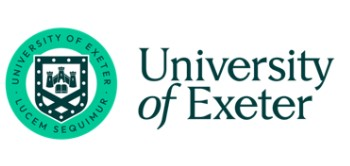 UNIVERSITY OF EXETER
LUCEM SEQUIMUR
University
of Exeter